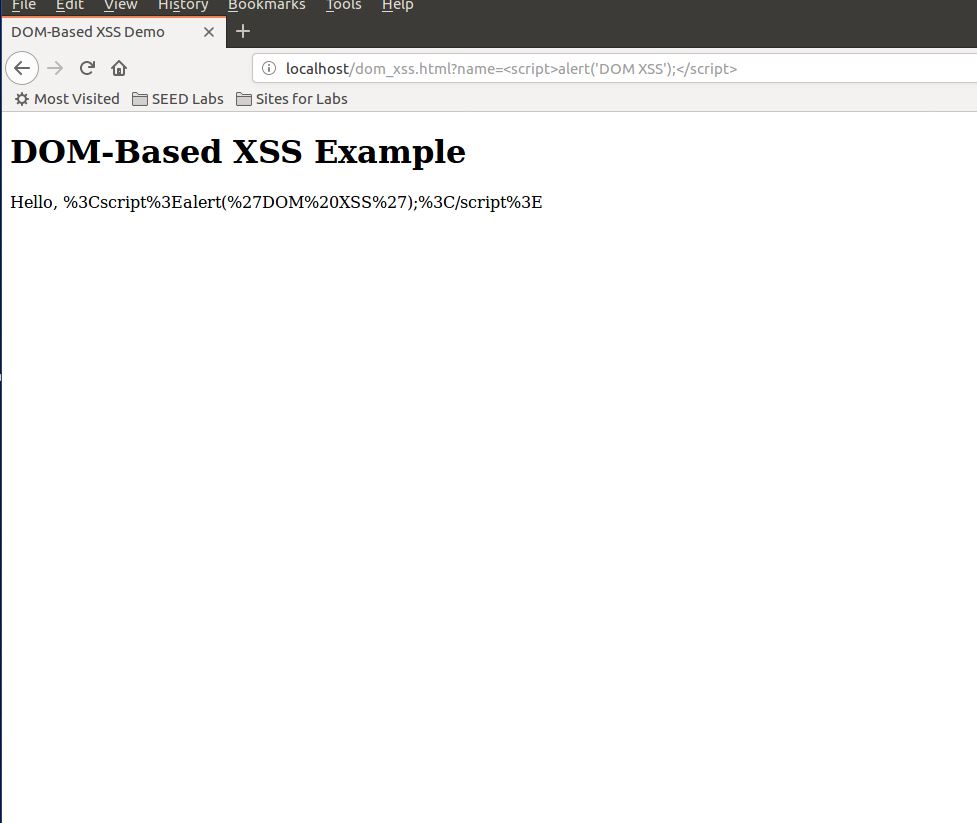 File Edit View History Bookmarks Tools Help
DOM-Based XSS Demo
localhost/dom_xss.html?name=<script>alert('DOM XSS');</script>
Most Visited SEED Labs Sites for Labs
DOM-Based XSS Example
Hello, %3Cscript%3Ealert(%27DOM%20XSS%27);%3C/script%3E